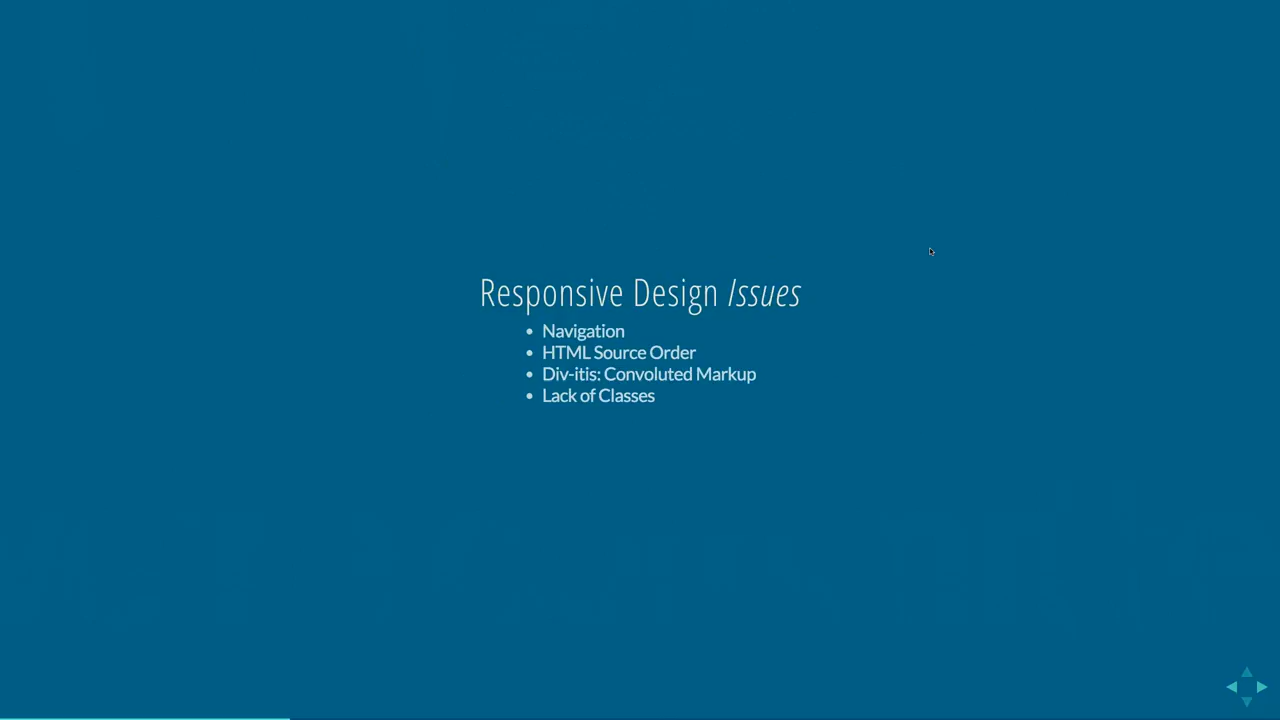 Responsive Design Issues
• Navigation
• HTML Source Order
• Div-itis: Convoluted Markup
• Lack of Classes